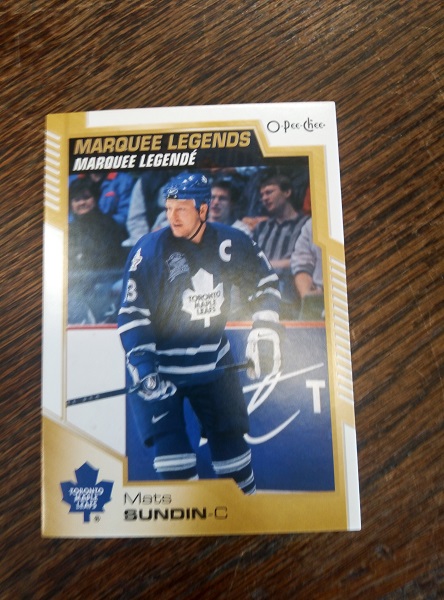 O-Pee-Chee
MARQUEE LEGENDS
MARQUEE LEGENDÉ
C
TORONTO
MAPLE
LEAFS
T
TORONTO
MAPLE
LEAFS
Mats
SUNDIN-C